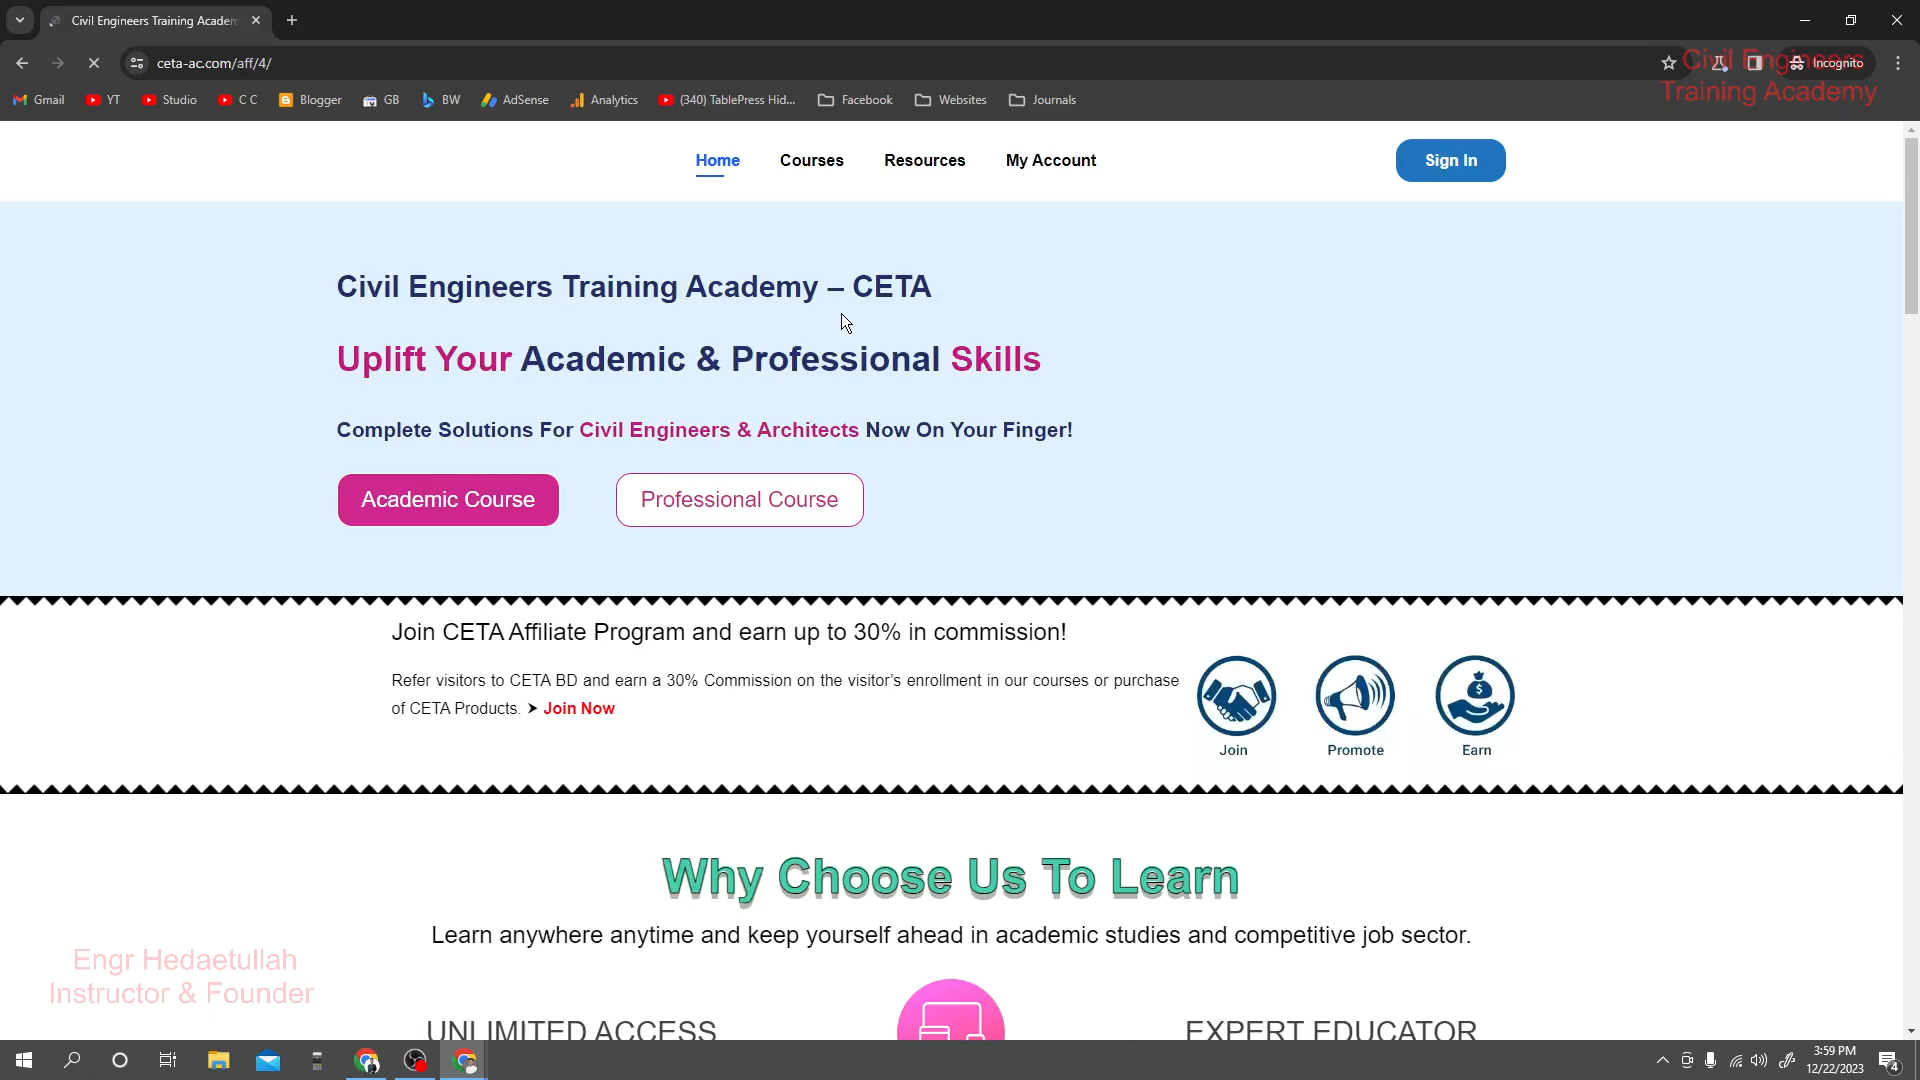 Civil Engineers Training Academ
ceta-ac.com/aff/4/
Incognito
Civil Engineers
Training Academy
Gmail
YT
Studio
C C
Blogger
GB
BW
AdSense
Analytics
(340) TablePress Hid...
Facebook
Websites
Journals
Home
Courses
Resources
My Account
Sign In
Civil Engineers Training Academy – CETA
Uplift Your Academic & Professional Skills
Complete Solutions For Civil Engineers & Architects Now On Your Finger!
Academic Course
Professional Course
Join CETA Affiliate Program and earn up to 30% in commission!
Refer visitors to CETA BD and earn a 30% Commission on the visitor's enrollment in our courses or purchase
of CETA Products. ➤ Join Now
Join
Promote
Earn
Why Choose Us To Learn
Learn anywhere anytime and keep yourself ahead in academic studies and competitive job sector.
Engr Hedaetullah
Instructor & Founder
UNLIMITED ACCESS
EXPERT EDUCATOR
3:59 PM
12/22/2023
4